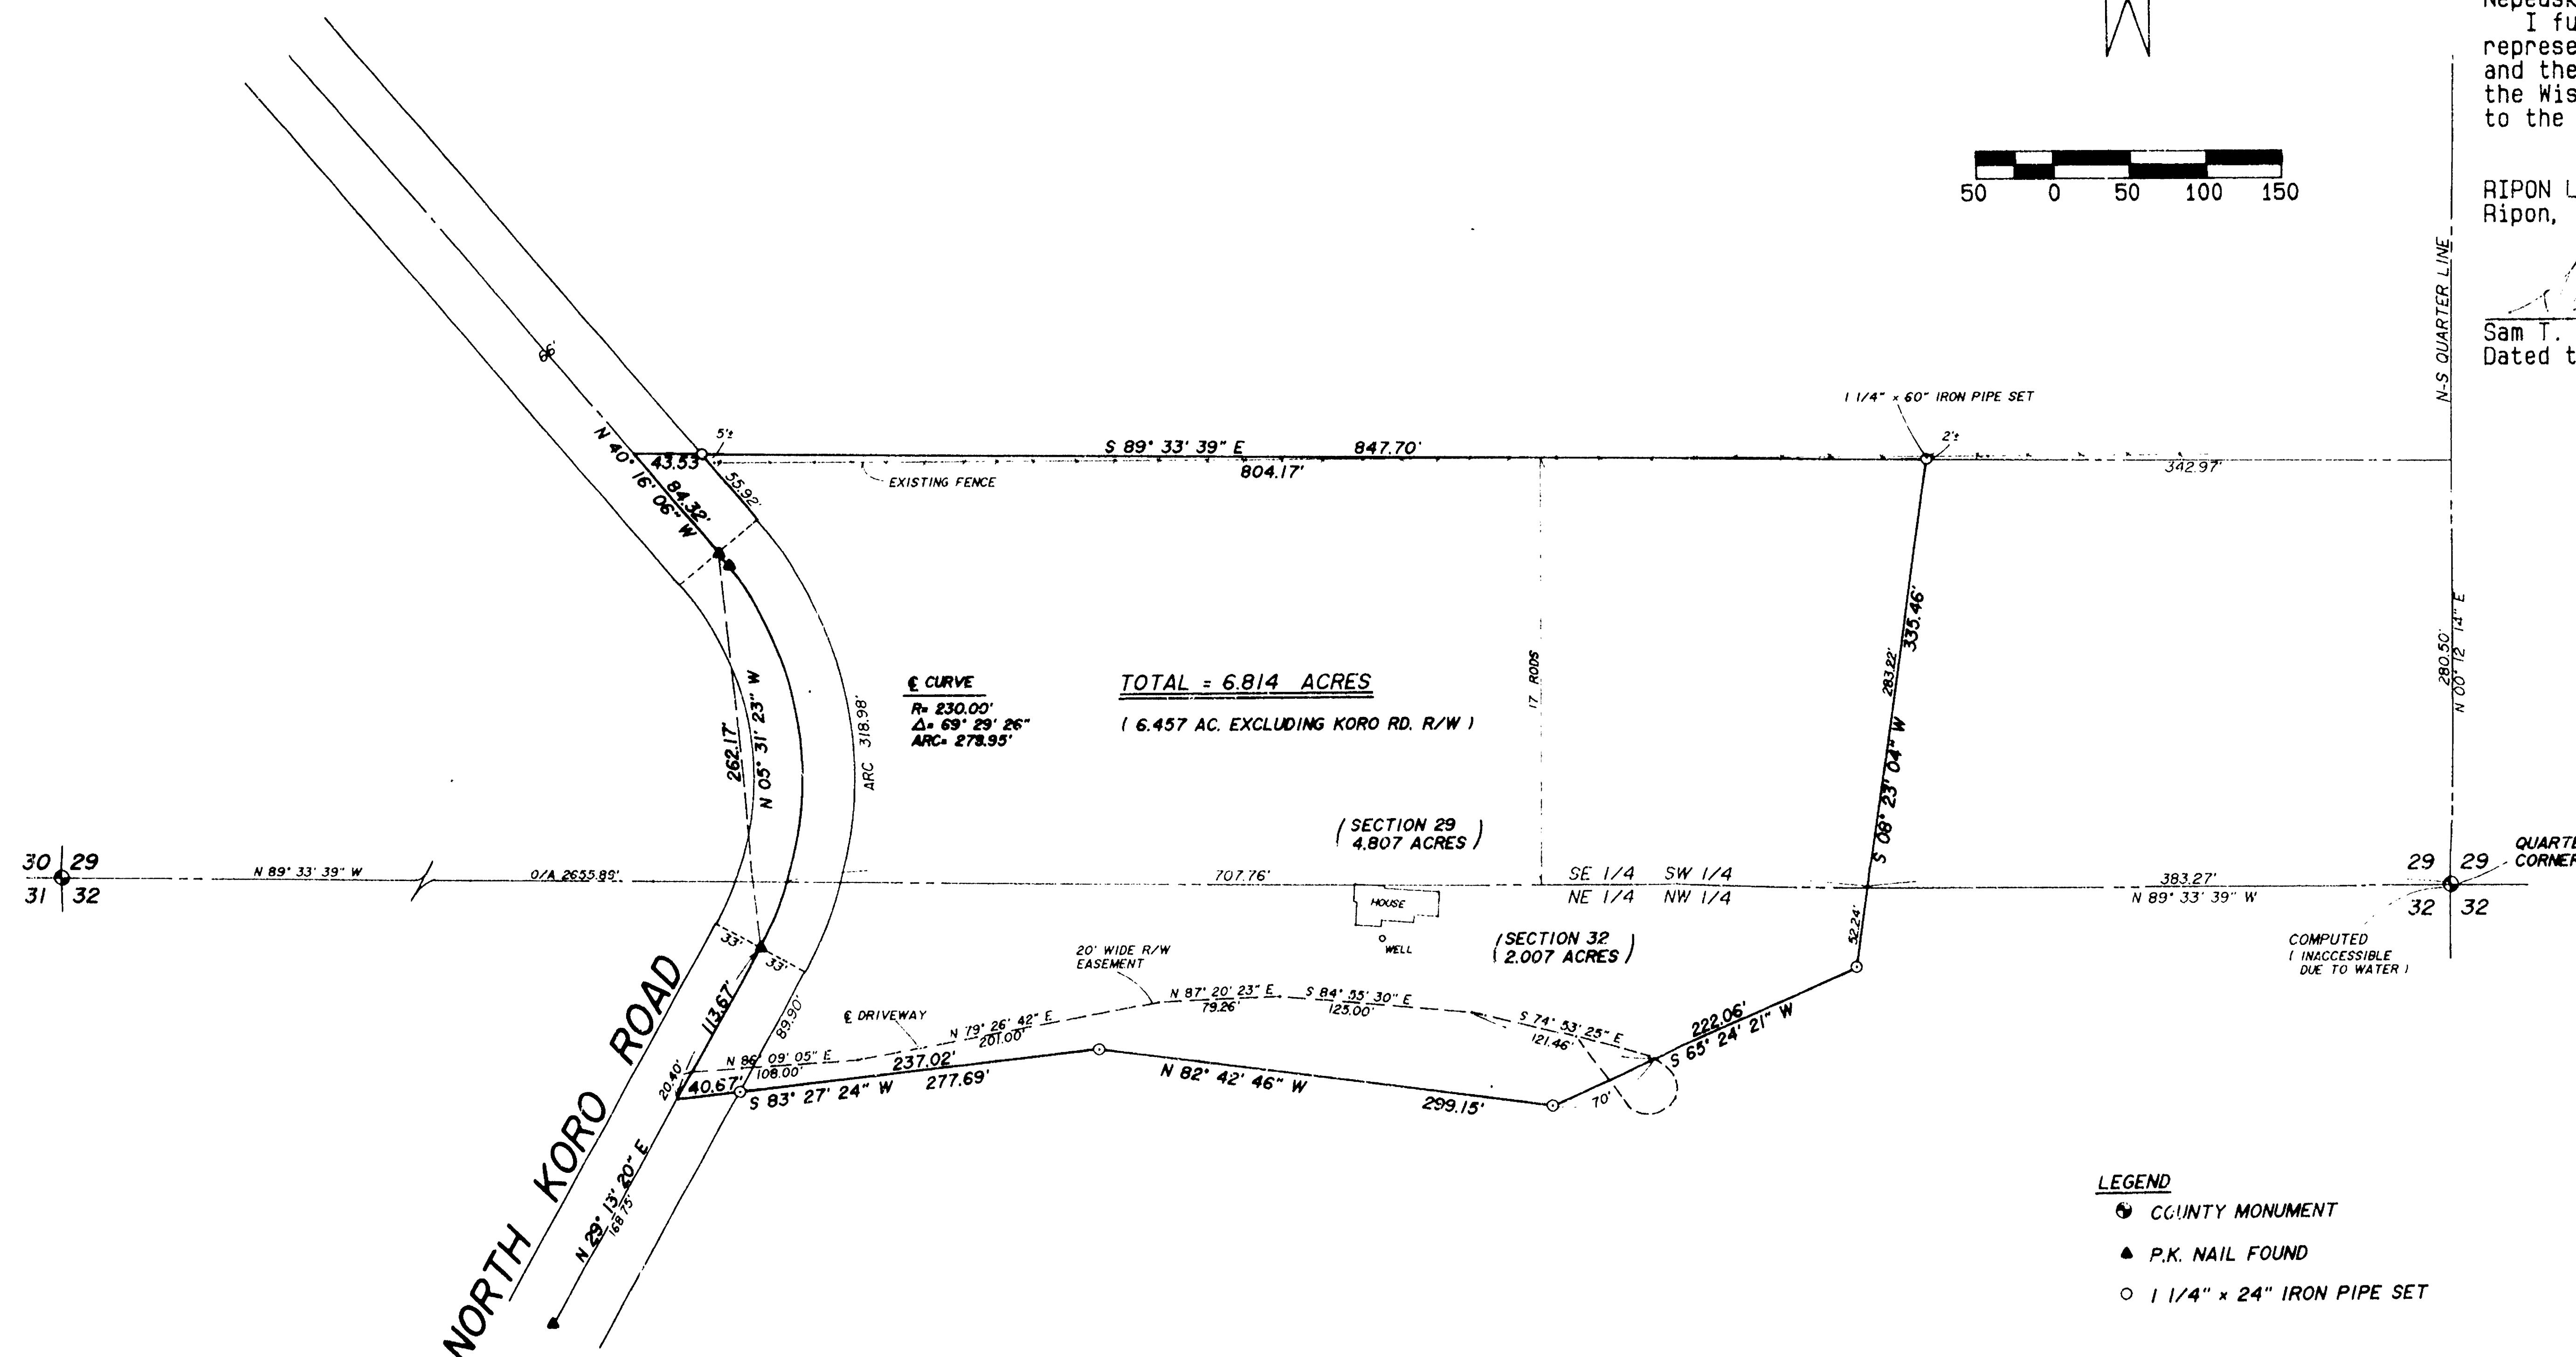 I fu
represe
and the
the Wis
to the
50 0 50 100 150
RIPON L
Ripon,
N-S QUARTER LINE
Sam T.
Dated t
66'
1 1/4" x 60" IRON PIPE SET
5'±
2'±
S 89° 33' 39" E 847.70'
804.17'
43.53
342.97'
EXISTING FENCE
55.92'
N 40° 16' 06" W
84.32'
335.46'
283.22'
S 08° 23' 04" W
17 RODS
280.50'
N 00° 12' 14" E
262.17'
N 05° 31' 23" W
ARC 318.98'
℄ CURVE
R= 230.00'
Δ= 69° 29' 26"
ARC= 278.95'
TOTAL = 6.814 ACRES
( 6.457 AC. EXCLUDING KORO RD. R/W )
( SECTION 29
4.807 ACRES )
30 29
31 32
N 89° 33' 39" W
O/A 2655.89'
707.76'
SE 1/4 SW 1/4
NE 1/4 NW 1/4
383.27'
N 89° 33' 39" W
29 29
32 32
QUARTE
CORNER
HOUSE
WELL
(SECTION 32
2.007 ACRES )
52.24'
COMPUTED
( INACCESSIBLE
DUE TO WATER )
33'
33'
113.67'
89.90'
20' WIDE R/W
EASEMENT
℄ DRIVEWAY
N 86° 09' 05" E
108.00'
N 79° 26' 42" E
201.00'
N 87° 20' 23" E
79.26'
S 84° 55' 30" E
125.00'
S 74° 53' 25" E
121.46'
222.06'
S 65° 24' 21" W
70'
20.40'
40.67'
237.02'
S 83° 27' 24" W 277.69'
N 82° 42' 46" W
299.15'
N 29° 13' 20" E
168.75'
NORTH KORO ROAD
LEGEND
COUNTY MONUMENT
P.K. NAIL FOUND
1 1/4" x 24" IRON PIPE SET